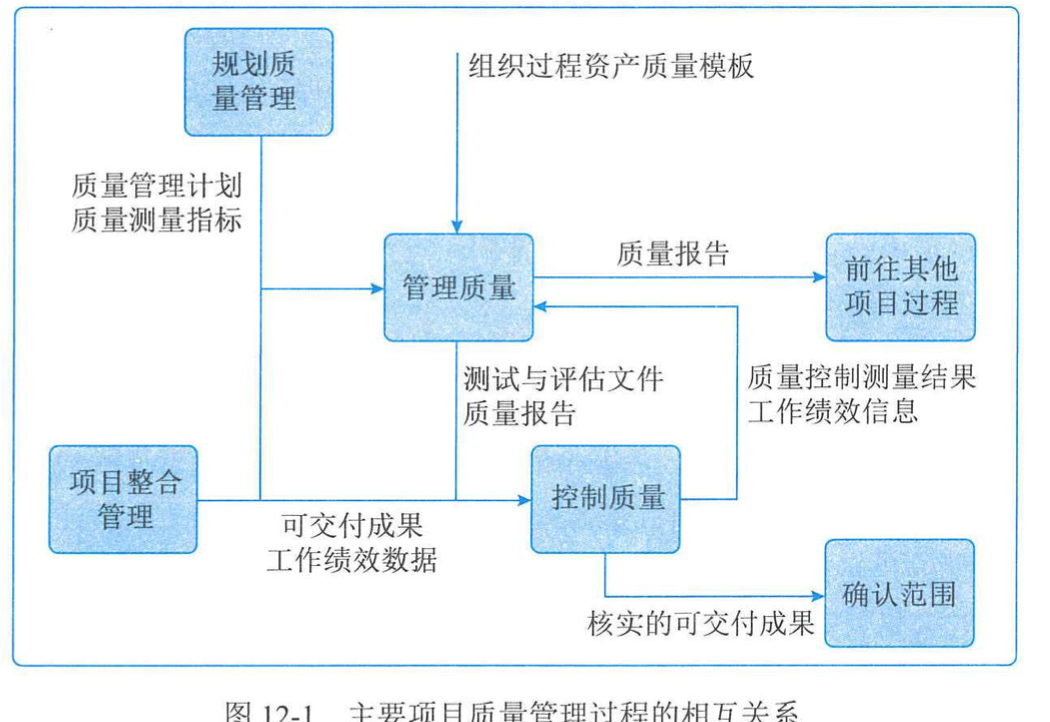 规划质
量管理
组织过程资产质量模板
质量管理计划
质量测量指标
管理质量
质量报告
前往其他
项目过程
测试与评估文件
质量报告
质量控制测量结果
工作绩效信息
项目整合
管理
可交付成果
工作绩效数据
控制质量
确认范围
核实的可交付成果
图 12-1 主要项目质量管理过程的相互关系